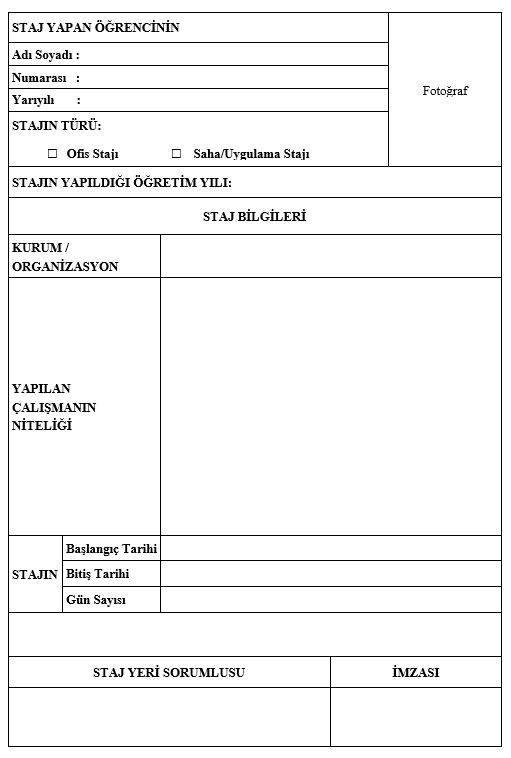 STAJ YAPAN ÖĞRENCİNİN
Adı Soyadı :
Numarası :
Yarıyılı :
Fotoğraf
STAJIN TÜRÜ:
☐ Ofis Stajı ☐ Saha/Uygulama Stajı
STAJIN YAPILDIĞI ÖĞRETİM YILI:
STAJ BİLGİLERİ
KURUM /
ORGANİZASYON
YAPILAN
ÇALIŞMANIN
NİTELİĞİ
STAJIN
Başlangıç Tarihi
Bitiş Tarihi
Gün Sayısı
STAJ YERİ SORUMLUSU
İMZASI